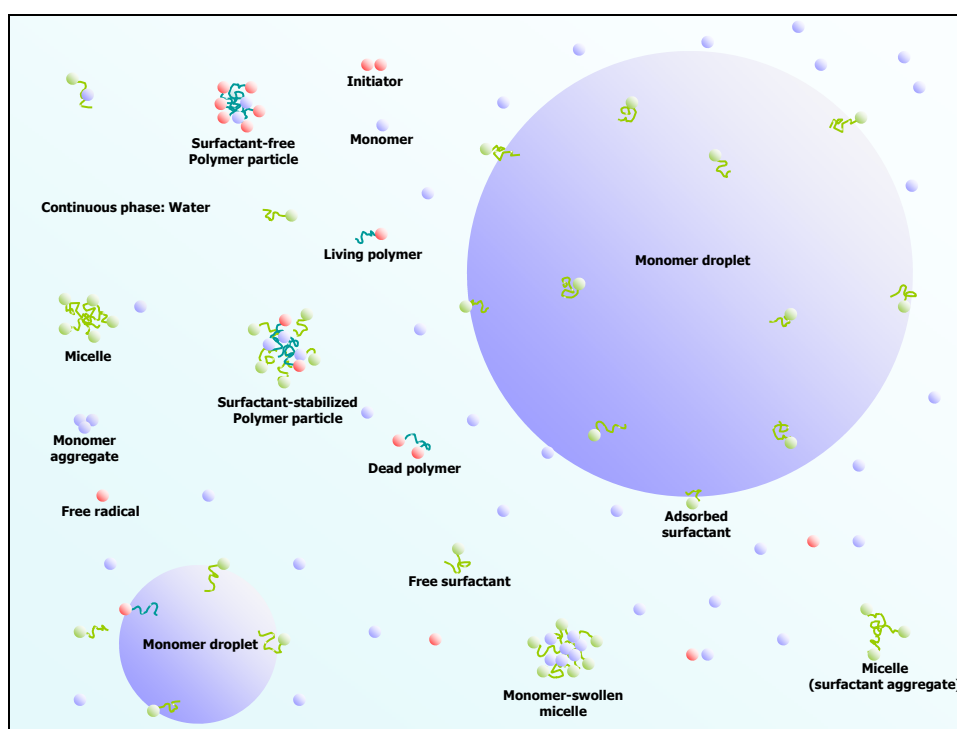 Initiator
Surfactant-free
Polymer particle
Monomer
Continuous phase: Water
Living polymer
Monomer droplet
Micelle
Surfactant-stabilized
Polymer particle
Monomer
aggregate
Dead polymer
Free radical
Adsorbed
surfactant
Free surfactant
Monomer droplet
Micelle
(surfactant aggregate)
Monomer-swollen
micelle